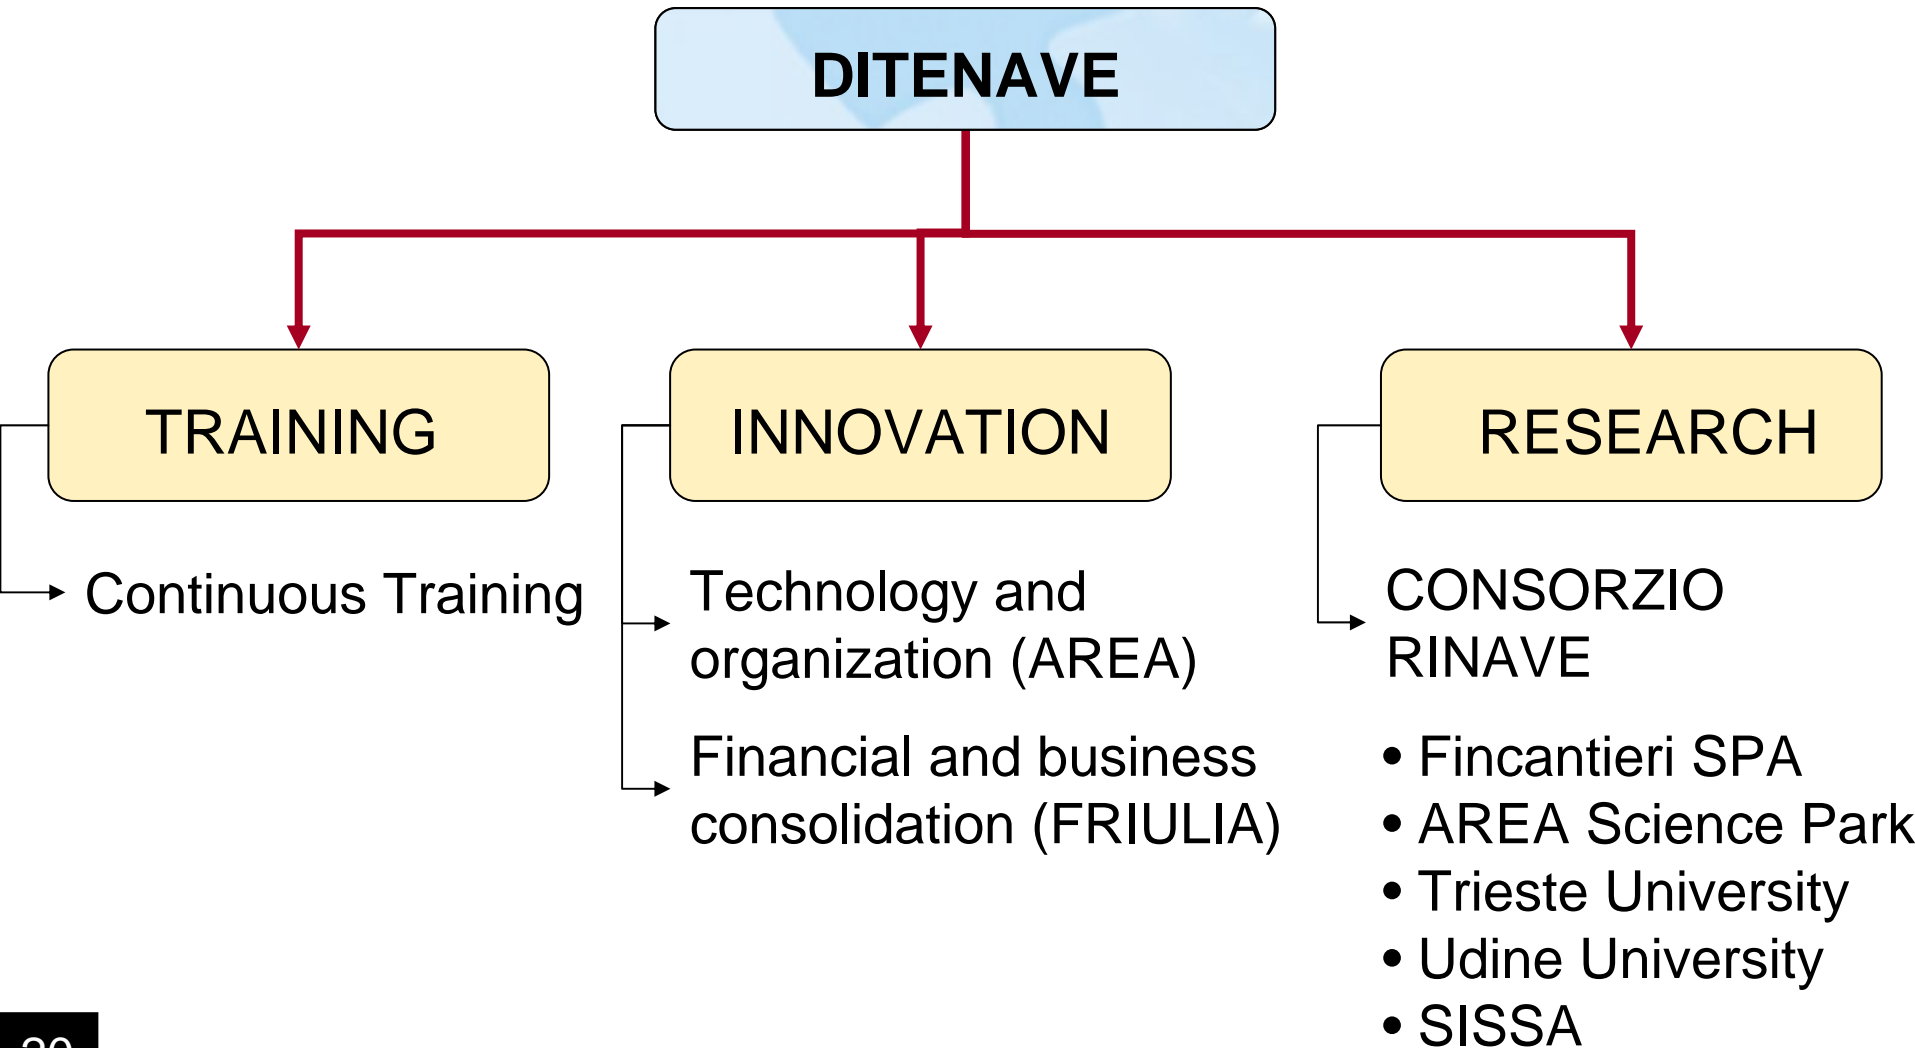 DITENAVE
TRAINING
INNOVATION
RESEARCH
Continuous Training
Technology and
organization (AREA)
Financial and business
consolidation (FRIULIA)
CONSORZIO
RINAVE
• Fincantieri SPA
• AREA Science Park
• Trieste University
• Udine University
• SISSA